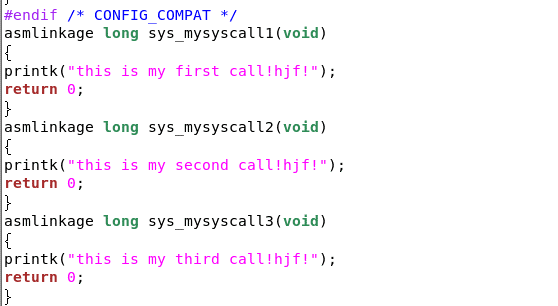 #endif /* CONFIG_COMPAT */
asmlinkage long sys_mysyscall1(void)
{
printk("this is my first call!hjf!");
return 0;
}
asmlinkage long sys_mysyscall2(void)
{
printk("this is my second call!hjf!");
return 0;
}
asmlinkage long sys_mysyscall3(void)
{
printk("this is my third call!hjf!");
return 0;
}